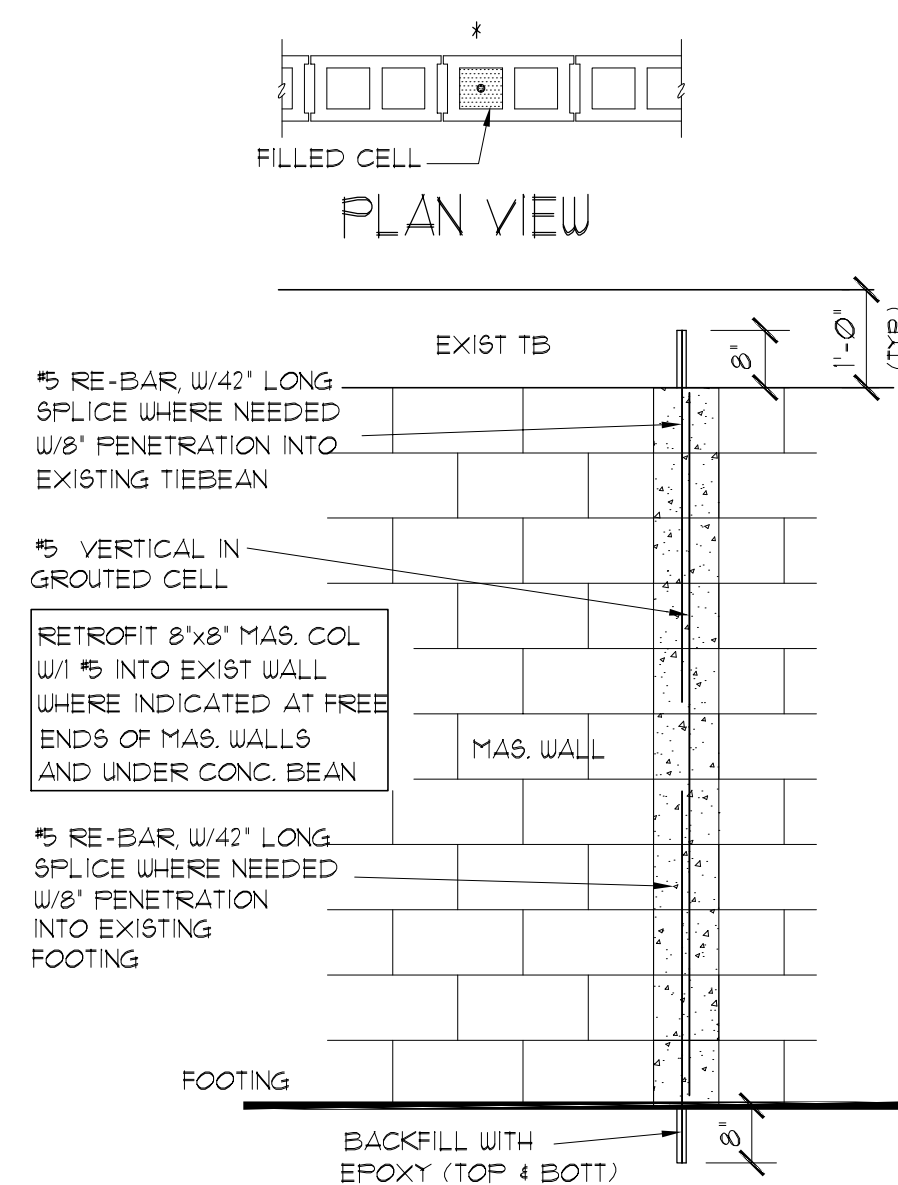 *
FILLED CELL
PLAN VIEW
EXIST TB
8"
1'-0"
(TYP.)
#5 RE-BAR, W/42" LONG
SPLICE WHERE NEEDED
W/8" PENETRATION INTO
EXISTING TIEBEAN
#5 VERTICAL IN
GROUTED CELL
RETROFIT 8"x8" MAS. COL
W/1 #5 INTO EXIST WALL
WHERE INDICATED AT FREE
ENDS OF MAS. WALLS
AND UNDER CONC. BEAN
MAS. WALL
#5 RE-BAR, W/42" LONG
SPLICE WHERE NEEDED
W/8" PENETRATION
INTO EXISTING
FOOTING
FOOTING
BACKFILL WITH
EPOXY (TOP & BOTT)
8"